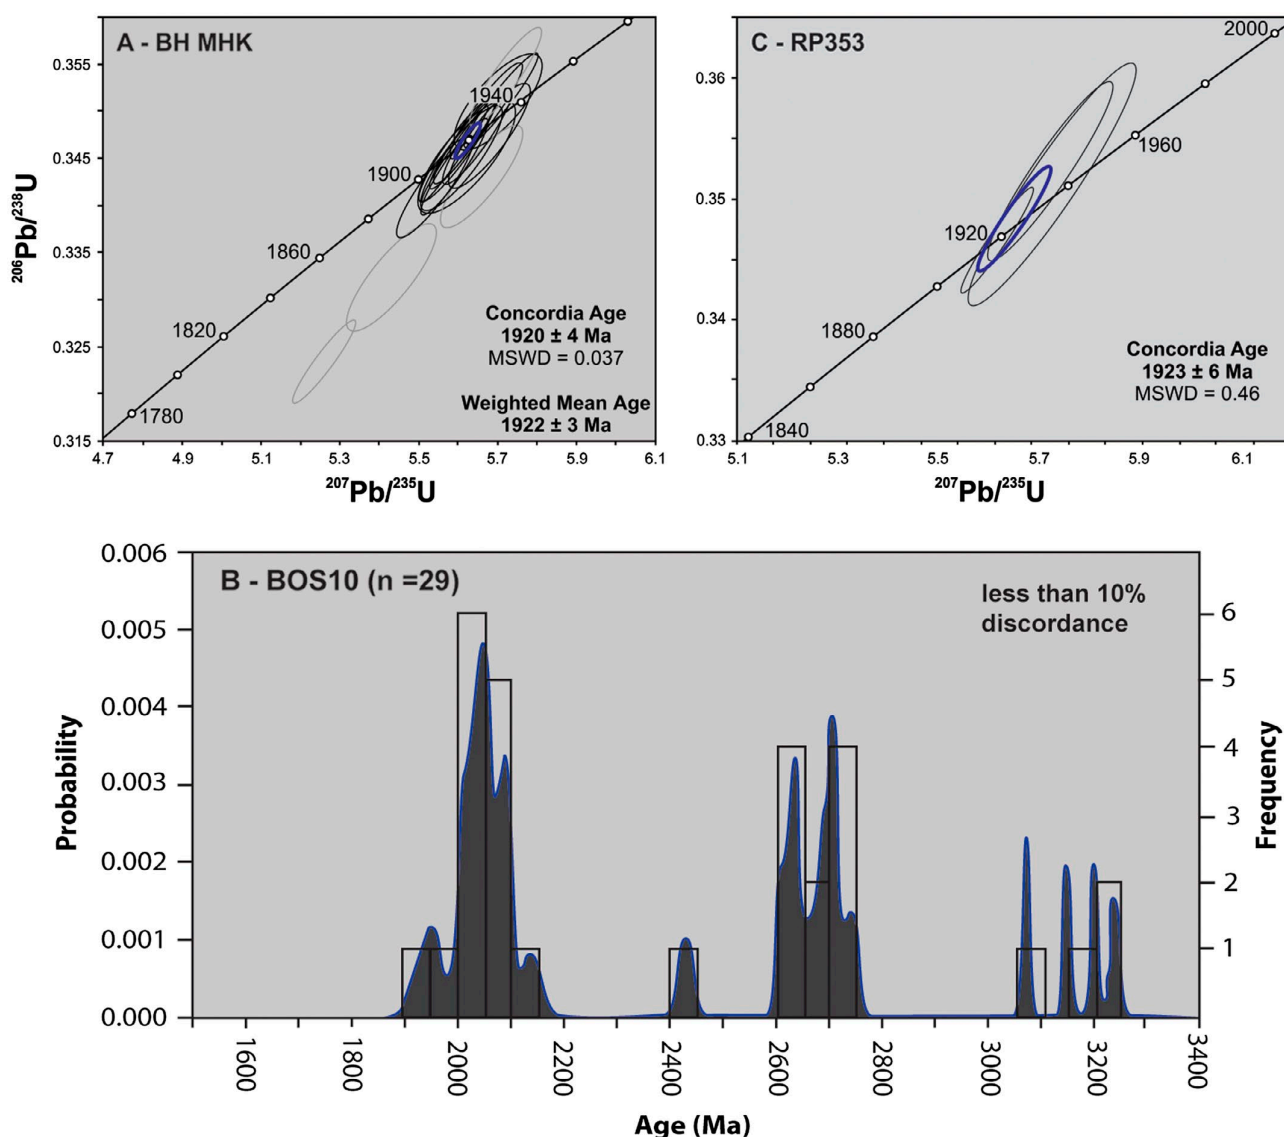 A - BH MHK
0.355
0.345
0.335
0.325
0.315
²⁰⁶Pb/²³⁸U
1940
1900
1860
1820
1780
Concordia Age
1920 ± 4 Ma
MSWD = 0.037
Weighted Mean Age
1922 ± 3 Ma
4.7 4.9 5.1 5.3 5.5 5.7 5.9 6.1
²⁰⁷Pb/²³⁵U
C - RP353
0.36
0.35
0.34
0.33
2000
1960
1920
1880
1840
Concordia Age
1923 ± 6 Ma
MSWD = 0.46
5.1 5.5 5.7 5.9 6.1
²⁰⁷Pb/²³⁵U
B - BOS10 (n =29)
less than 10%
discordance
0.006
0.005
0.004
0.003
0.002
0.001
0.000
Probability
6
5
4
3
2
1
Frequency
1600 1800 2000 2200 2400 2600 2800 3000 3200 3400
Age (Ma)